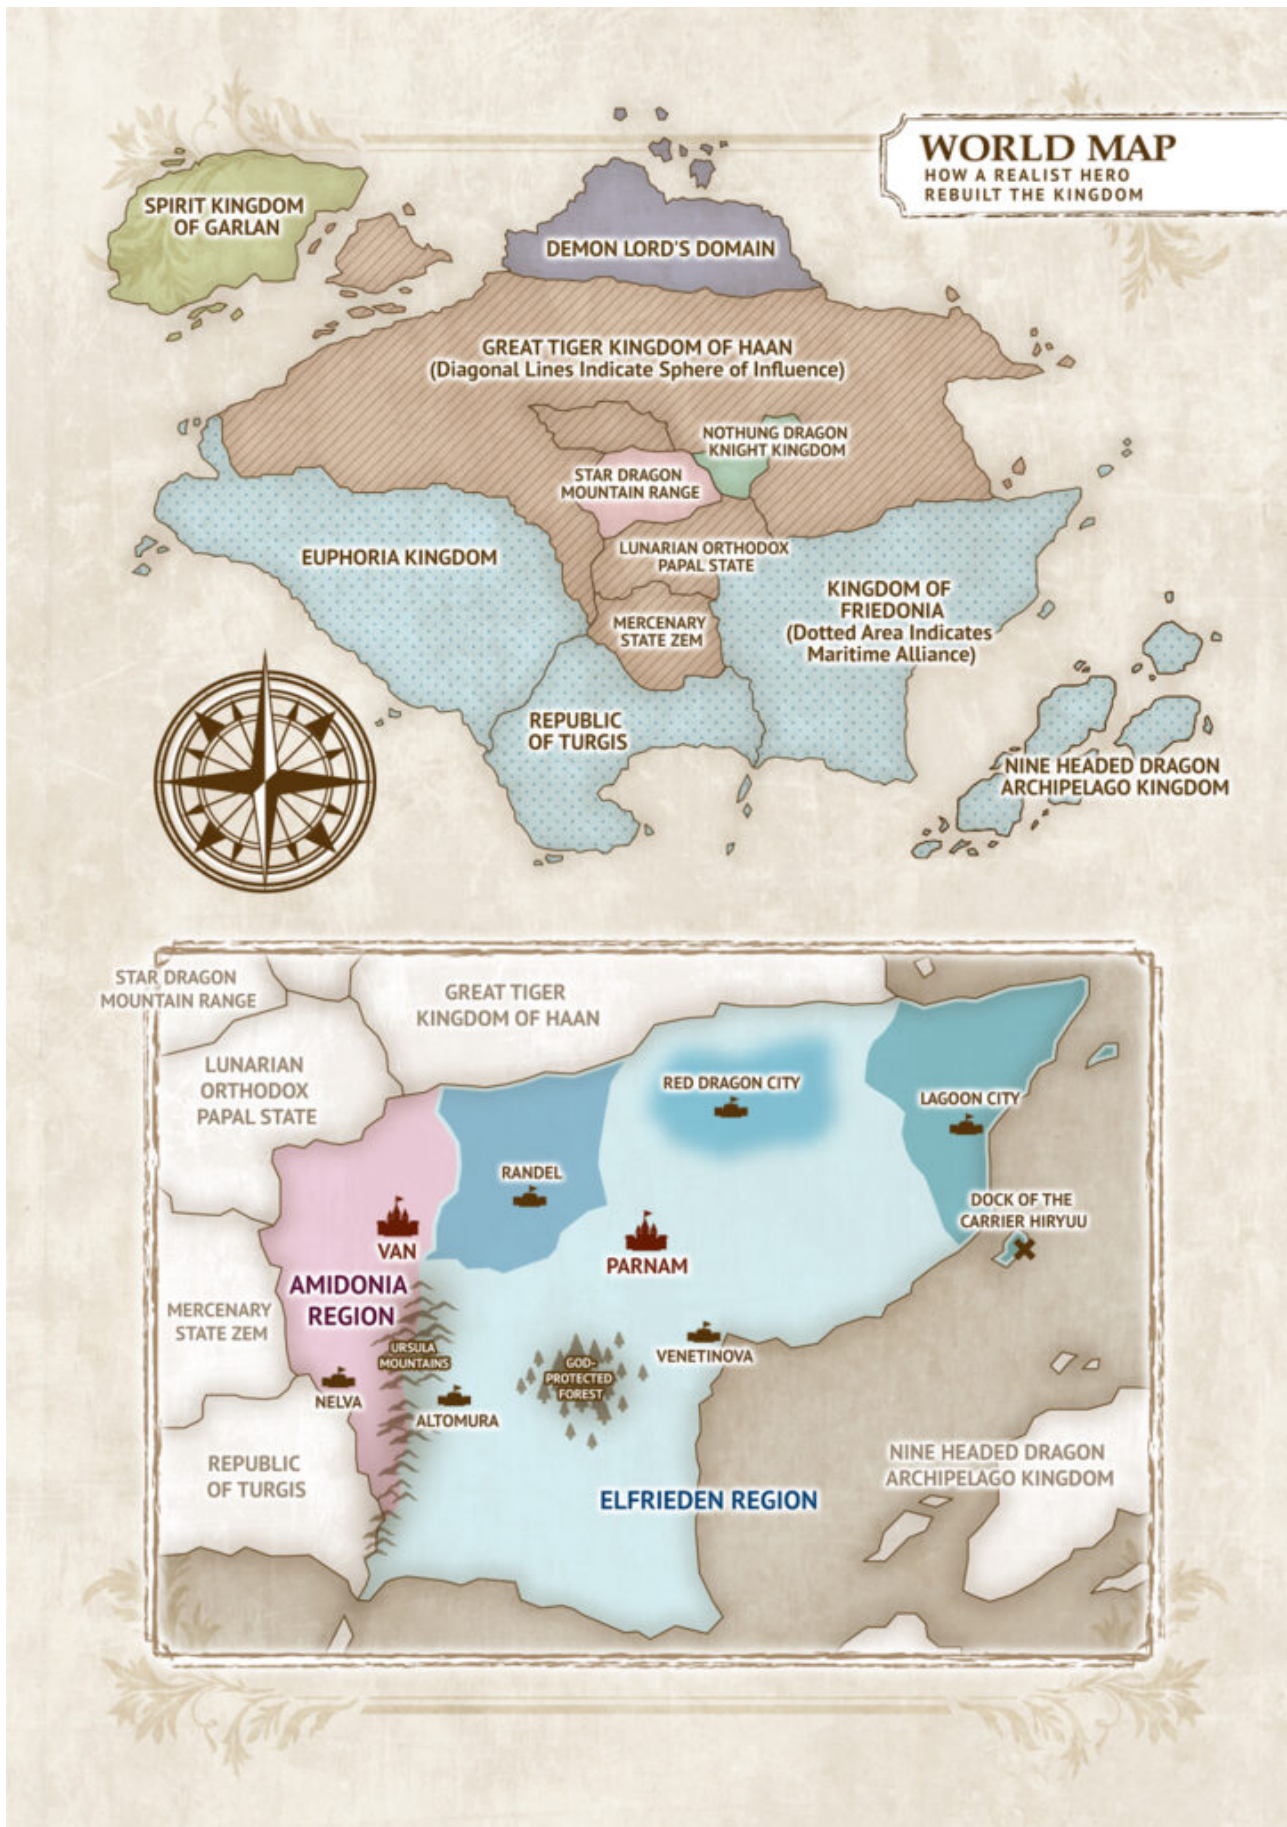 WORLD MAP
HOW A REALIST HERO
REBUILT THE KINGDOM
SPIRIT KINGDOM
OF GARLAN
DEMON LORD'S DOMAIN
GREAT TIGER KINGDOM OF HAAN
(Diagonal Lines Indicate Sphere of Influence)
NOTHUNG DRAGON
KNIGHT KINGDOM
STAR DRAGON
MOUNTAIN RANGE
LUNARIAN ORTHODOX
PAPAL STATE
EUPHORIA KINGDOM
KINGDOM OF
FRIEDONIA
(Dotted Area Indicates
Maritime Alliance)
MERCENARY
STATE ZEM
REPUBLIC
OF TURGIS
NINE HEADED DRAGON
ARCHIPELAGO KINGDOM
STAR DRAGON
MOUNTAIN RANGE
GREAT TIGER
KINGDOM OF HAAN
LUNARIAN
ORTHODOX
PAPAL STATE
RED DRAGON CITY
LAGOON CITY
RANDEL
DOCK OF THE
CARRIER HIRYUU
VAN
PARNAM
AMIDONIA
REGION
MERCENARY
STATE ZEM
URSULA
MOUNTAINS
GOD-
PROTECTED
FOREST
VENETINOVA
NELVA
ALTOMURA
REPUBLIC
OF TURGIS
NINE HEADED DRAGON
ARCHIPELAGO KINGDOM
ELFRIEDEN REGION